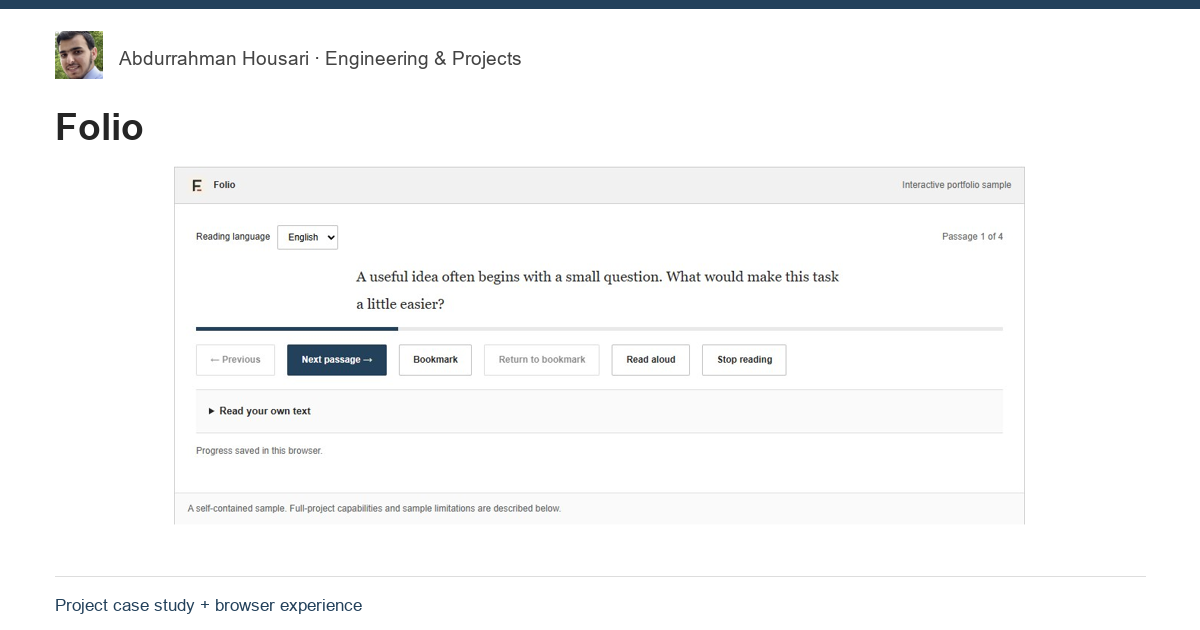 Abdurrahman Housari · Engineering & Projects
Folio
Folio
Interactive portfolio sample
Reading language
English
Passage 1 of 4
A useful idea often begins with a small question. What would make this task
a little easier?
← Previous
Next passage →
Bookmark
Return to bookmark
Read aloud
Stop reading
▶ Read your own text
Progress saved in this browser.
A self-contained sample. Full-project capabilities and sample limitations are described below.
Project case study + browser experience